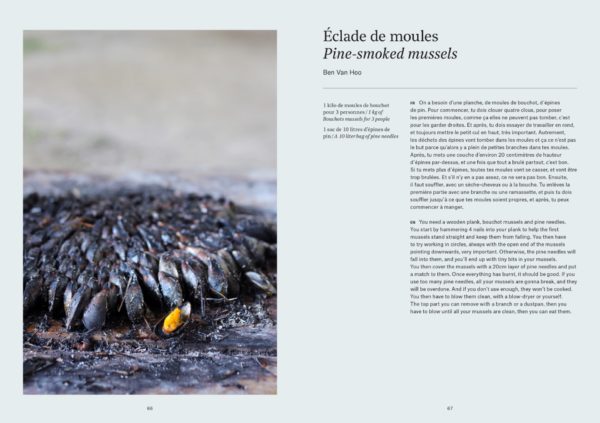 Éclade de moules
Pine-smoked mussels
Ben Van Hoo
1 kilo de moules de bouchot
pour 3 personnes / 1 kg of
Bouchots mussels for 3 people
1 sac de 10 litres d'épines de
pin / A 10 liter bag of pine needles
FR On a besoin d'une planche, de moules de bouchot, d'épines
de pin. Pour commencer, tu dois clouer quatre clous, pour poser
les premières moules, comme ça elles ne peuvent pas tomber, c'est
pour les garder droites. Et après, tu dois essayer de travailler en rond,
et toujours mettre le petit cul en haut, très important. Autrement,
les déchets des épines vont tomber dans les moules et ça ce n'est pas
le but parce qu'alors y a plein de petites branches dans tes moules.
Après, tu mets une couche d'environ 20 centimètres de hauteur
d'épines par-dessus, et une fois que tout a brulé partout, c'est bon.
Si tu mets plus d'épines, toutes tes moules vont se casser, et vont être
trop brulées. Et s'il n'y en a pas assez, ce ne sera pas bon. Ensuite,
il faut souffler, avec un sèche-cheveux ou à la bouche. Tu enlèves la
première partie avec une branche ou une ramassette, et puis tu dois
souffler jusqu'à ce que tes moules soient propres, et après, tu peux
commencer à manger.
EN You need a wooden plank, bouchot mussels and pine needles.
You start by hammering 4 nails into your plank to help the first
mussels stand straight and keep them from falling. You then have
to try working in circles, always with the open end of the mussels
pointing downwards, very important. Otherwise, the pine needles will
fall into them, and you'll end up with tiny bits in your mussels.
You then cover the mussels with a 20cm layer of pine needles and put
a match to them. Once everything has burnt, it should be good. If you
use too many pine needles, all your mussels are gonna break, and they
will be overdone. And if you don't use enough, they won't be cooked.
You then have to blow them clean, with a blow-dryer or yourself.
The top part you can remove with a branch or a dustpan, then you
have to blow until all your mussels are clean, then you can eat them.
66
67